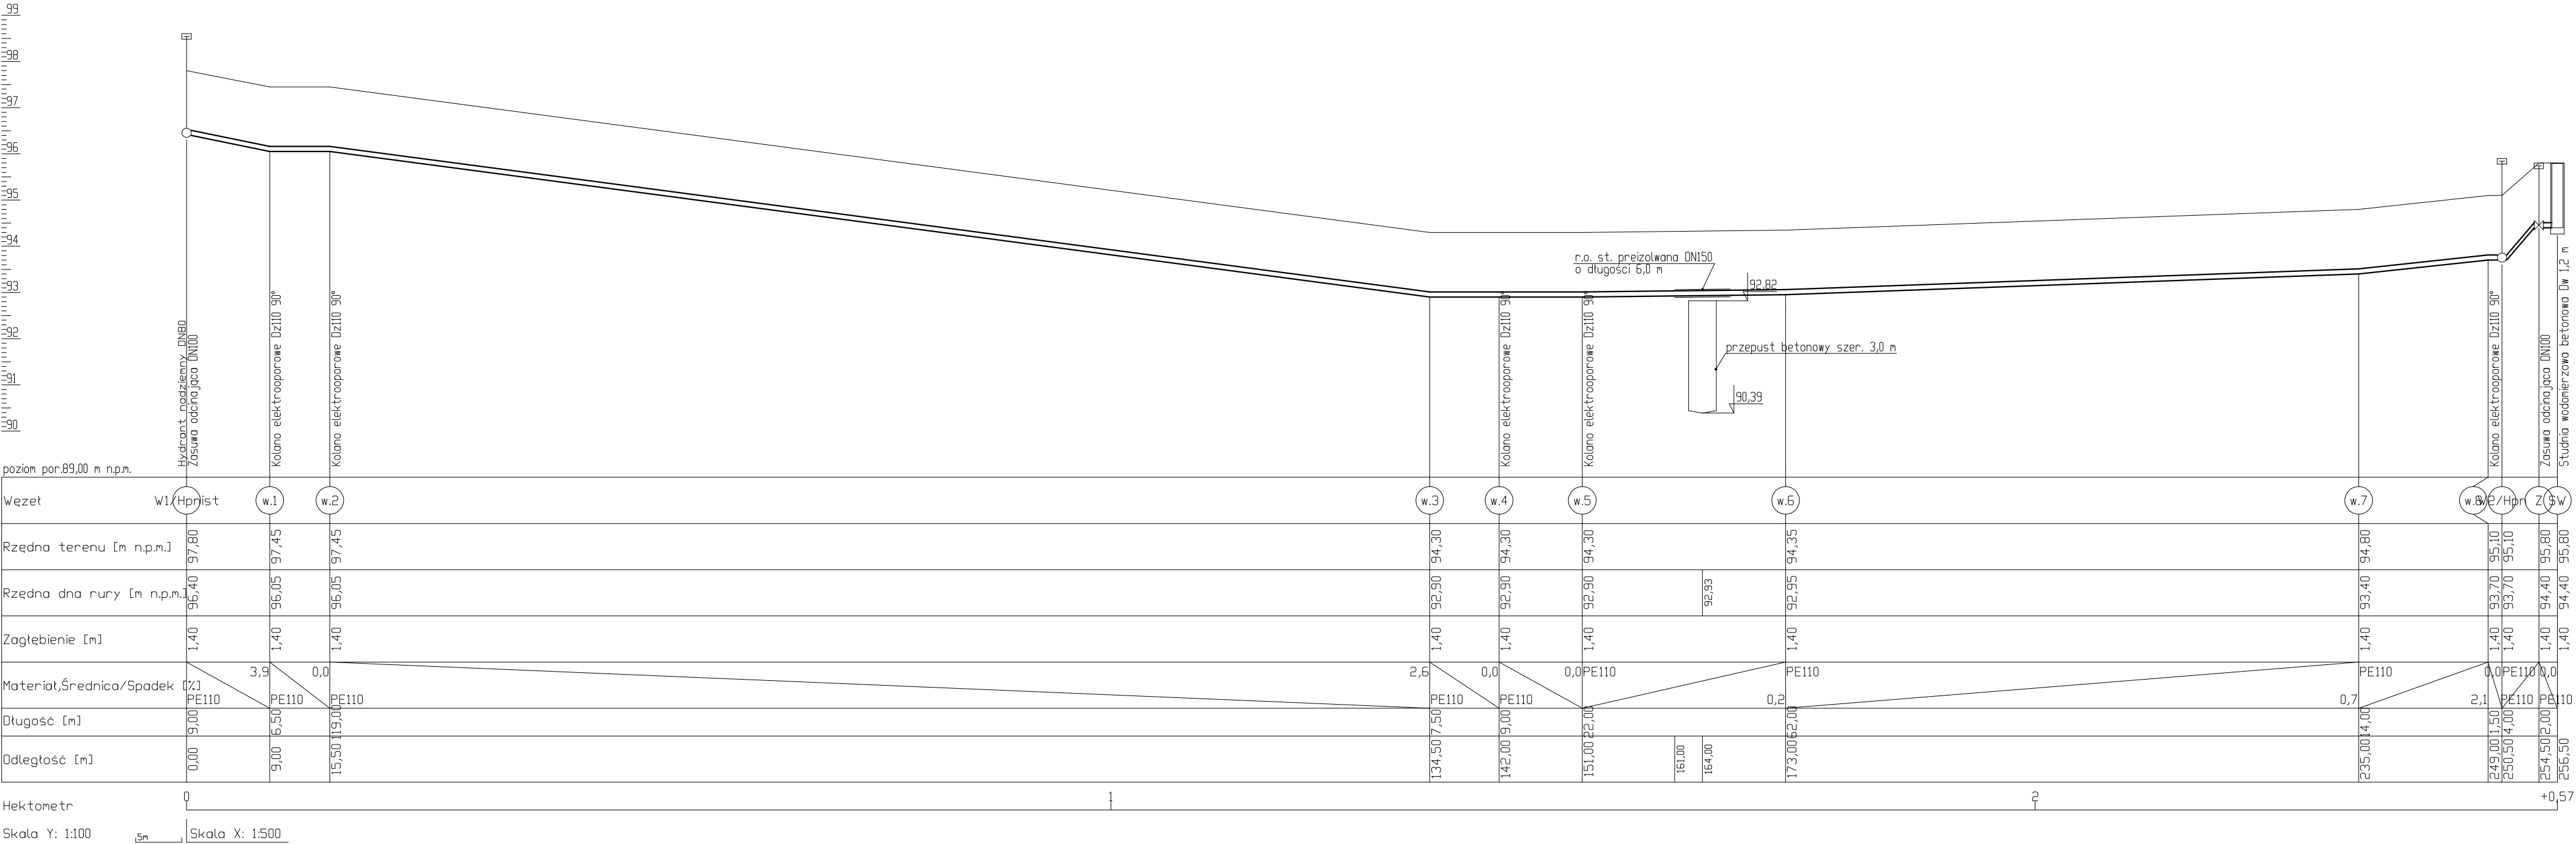 99
98
97
96
95
94
93
92
91
90
r.o. st. preizolwana DN150
o długości 6,0 m
92.82
przepust betonowy szer. 3,0 m
90,39
Hydrant nadziemny DN80
Zasuwa odcinająca DN100
Kolano elektrooporowe Dz110 90°
Kolano elektrooporowe Dz110 90°
Kolano elektrooporowe Dz110 90°
Kolano elektrooporowe Dz110 90°
Kolano elektrooporowe Dz110 90°
Zasuwa odcinająca DN100
Studnia wodomierzowa betonowa Dw 1,2 m
poziom por.89,00 m n.p.m.
Węzeł W1/Hpnist w.1 w.2 w.3 w.4 w.5 w.6 w.7 w.8 W2/Hpn Z SW
Rzędna terenu [m n.p.m.] 97,80 97,45 97,45 94,30 94,30 94,30 94,35 94,80 95,10 95,10 95,80 95,80
Rzędna dna rury [m n.p.m.] 96,40 96,05 96,05 92,90 92,90 92,90 92,93 92,95 93,40 93,70 93,70 94,40 94,40
Zagłębienie [m] 1,40 1,40 1,40 1,40 1,40 1,40 1,40 1,40 1,40 1,40 1,40 1,40
3,9 0,0 2,6 0,0 0,0 PE110 PE110 PE110 0,0 PE110 0,0
Materiał,Średnica/Spadek [%]
PE110 PE110 PE110 PE110 PE110 0,2 0,7 2,1 PE110 PE110
Długość [m] 9,00 6,50 119,00 7,50 9,00 22,00 62,00 14,00 1,50 4,00 2,00
Odległość [m] 0,00 9,00 15,50 134,50 142,00 151,00 161,00 164,00 173,00 235,00 249,00 250,50 254,50 256,50
Hektometr 0 1 2 +0,57
Skala Y: 1:100 5m Skala X: 1:500